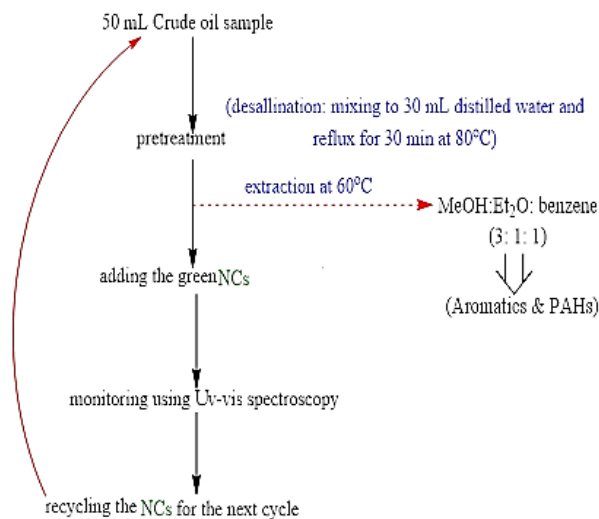 50 mL Crude oil sample
(desallination: mixing to 30 mL distilled water and
reflux for 30 min at 80°C)
pretreatment
extraction at 60°C
MeOH:Et₂O: benzene
(3: 1: 1)
(Aromatics & PAHs)
adding the green NCs
monitoring using Uv-vis spectroscopy
recycling the NCs for the next cycle